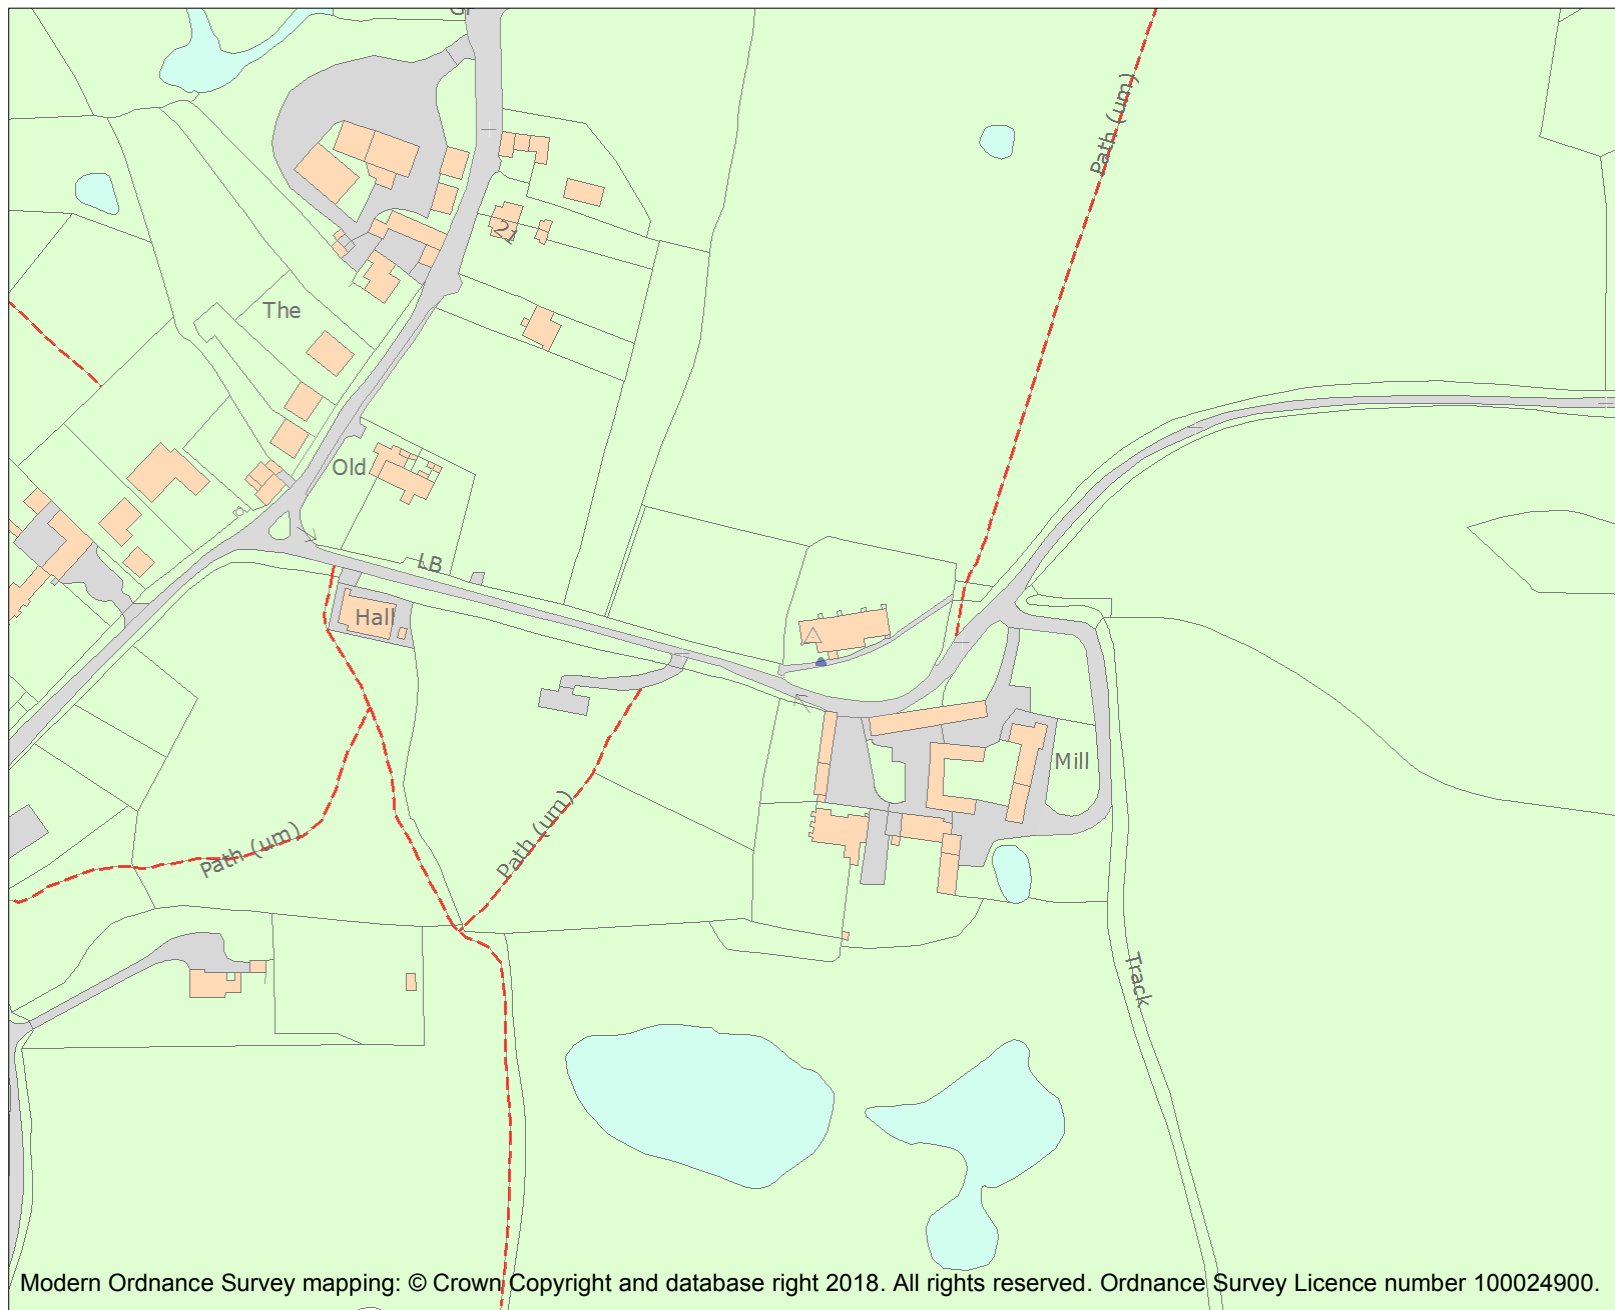 Path (um)
21
The
Old
LB
Hall
Mill
Path (um)
Path (um)
Track
Modern Ordnance Survey mapping: © Crown Copyright and database right 2018. All rights reserved. Ordnance Survey Licence number 100024900.